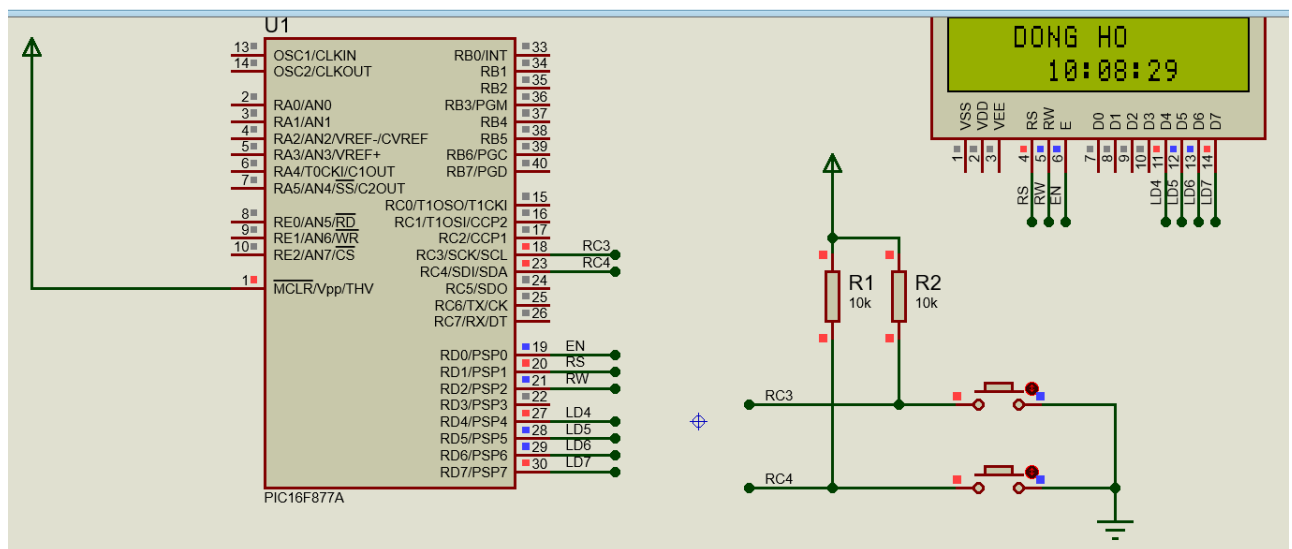 U1
13 OSC1/CLKIN RB0/INT 33
14 OSC2/CLKOUT RB1 34
RB2 35
2 RA0/AN0 RB3/PGM 36
3 RA1/AN1 RB4 37
4 RA2/AN2/VREF-/CVREF RB5 38
5 RA3/AN3/VREF+ RB6/PGC 39
6 RA4/T0CKI/C1OUT RB7/PGD 40
7 RA5/AN4/SS/C2OUT
RC0/T1OSO/T1CKI 15
8 RE0/AN5/RD RC1/T1OSI/CCP2 16
9 RE1/AN6/WR RC2/CCP1 17
10 RE2/AN7/CS RC3/SCK/SCL 18 RC3
RC4/SDI/SDA 23 RC4
1 MCLR/Vpp/THV RC5/SDO 24
RC6/TX/CK 25
RC7/RX/DT 26
RD0/PSP0 19 EN
RD1/PSP1 20 RS
RD2/PSP2 21 RW
RD3/PSP3 22
RD4/PSP4 27 LD4
RD5/PSP5 28 LD5
RD6/PSP6 29 LD6
RD7/PSP7 30 LD7
PIC16F877A
DONG HO
10:08:29
VSS VDD VEE RS RW E D0 D1 D2 D3 D4 D5 D6 D7
1 2 3 4 5 6 7 8 9 10 11 12 13 14
RS RW EN LD4 LD5 LD6 LD7
R1 R2
10k 10k
RC3
RC4